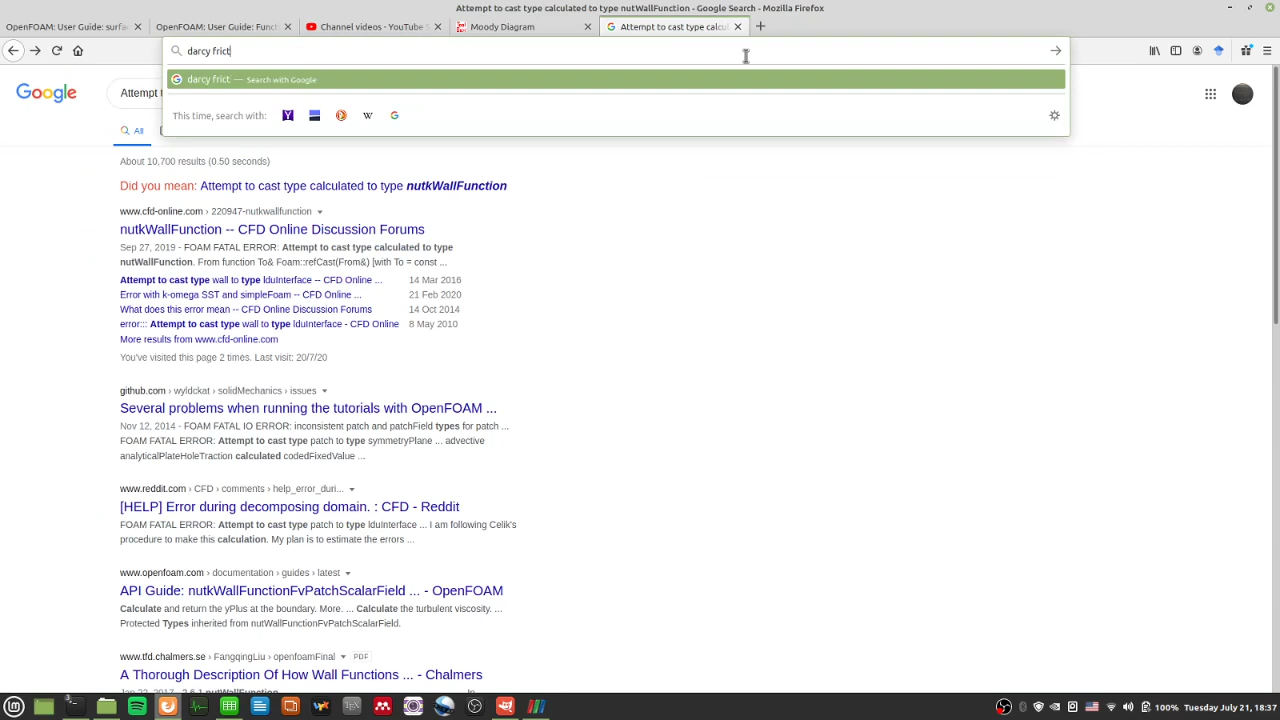 Attempt to cast type calculated to type nutWallFunction - Google Search - Mozilla Firefox
OpenFOAM: User Guide: surfa
OpenFOAM: User Guide: Funct
Channel videos - YouTube S
Moody Diagram
Attempt to cast type calcul
darcy frict
darcy frict — Search with Google
This time, search with:
Google
Attempt t
All
About 10,700 results (0.50 seconds)
Did you mean: Attempt to cast type calculated to type nutkWallFunction
www.cfd-online.com › 220947-nutkwallfunction
nutkWallFunction -- CFD Online Discussion Forums
Sep 27, 2019 - FOAM FATAL ERROR: Attempt to cast type calculated to type
nutWallFunction. From function To& Foam::refCast(From&) [with To = const ...
Attempt to cast type wall to type lduInterface -- CFD Online ... 14 Mar 2016
Error with k-omega SST and simpleFoam -- CFD Online ... 21 Feb 2020
What does this error mean -- CFD Online Discussion Forums 14 Oct 2014
error::: Attempt to cast type wall to type lduInterface - CFD Online 8 May 2010
More results from www.cfd-online.com
You've visited this page 2 times. Last visit: 20/7/20
github.com › wyldckat › solidMechanics › issues
Several problems when running the tutorials with OpenFOAM ...
Nov 12, 2014 - FOAM FATAL IO ERROR: inconsistent patch and patchField types for patch ...
FOAM FATAL ERROR: Attempt to cast type patch to type symmetryPlane ... advective
analyticalPlateHoleTraction calculated codedFixedValue ...
www.reddit.com › CFD › comments › help_error_duri...
[HELP] Error during decomposing domain. : CFD - Reddit
FOAM FATAL ERROR: Attempt to cast type patch to type lduInterface ... I am following Celik's
procedure to make this calculation. My plan is to estimate the errors ...
www.openfoam.com › documentation › guides › latest
API Guide: nutkWallFunctionFvPatchScalarField ... - OpenFOAM
Calculate and return the yPlus at the boundary. More. ... Calculate the turbulent viscosity. ...
Protected Types inherited from nutWallFunctionFvPatchScalarField.
www.tfd.chalmers.se › FangqingLiu › openfoamFinal PDF
A Thorough Description Of How Wall Functions ... - Chalmers
100% Tuesday July 21, 18:37